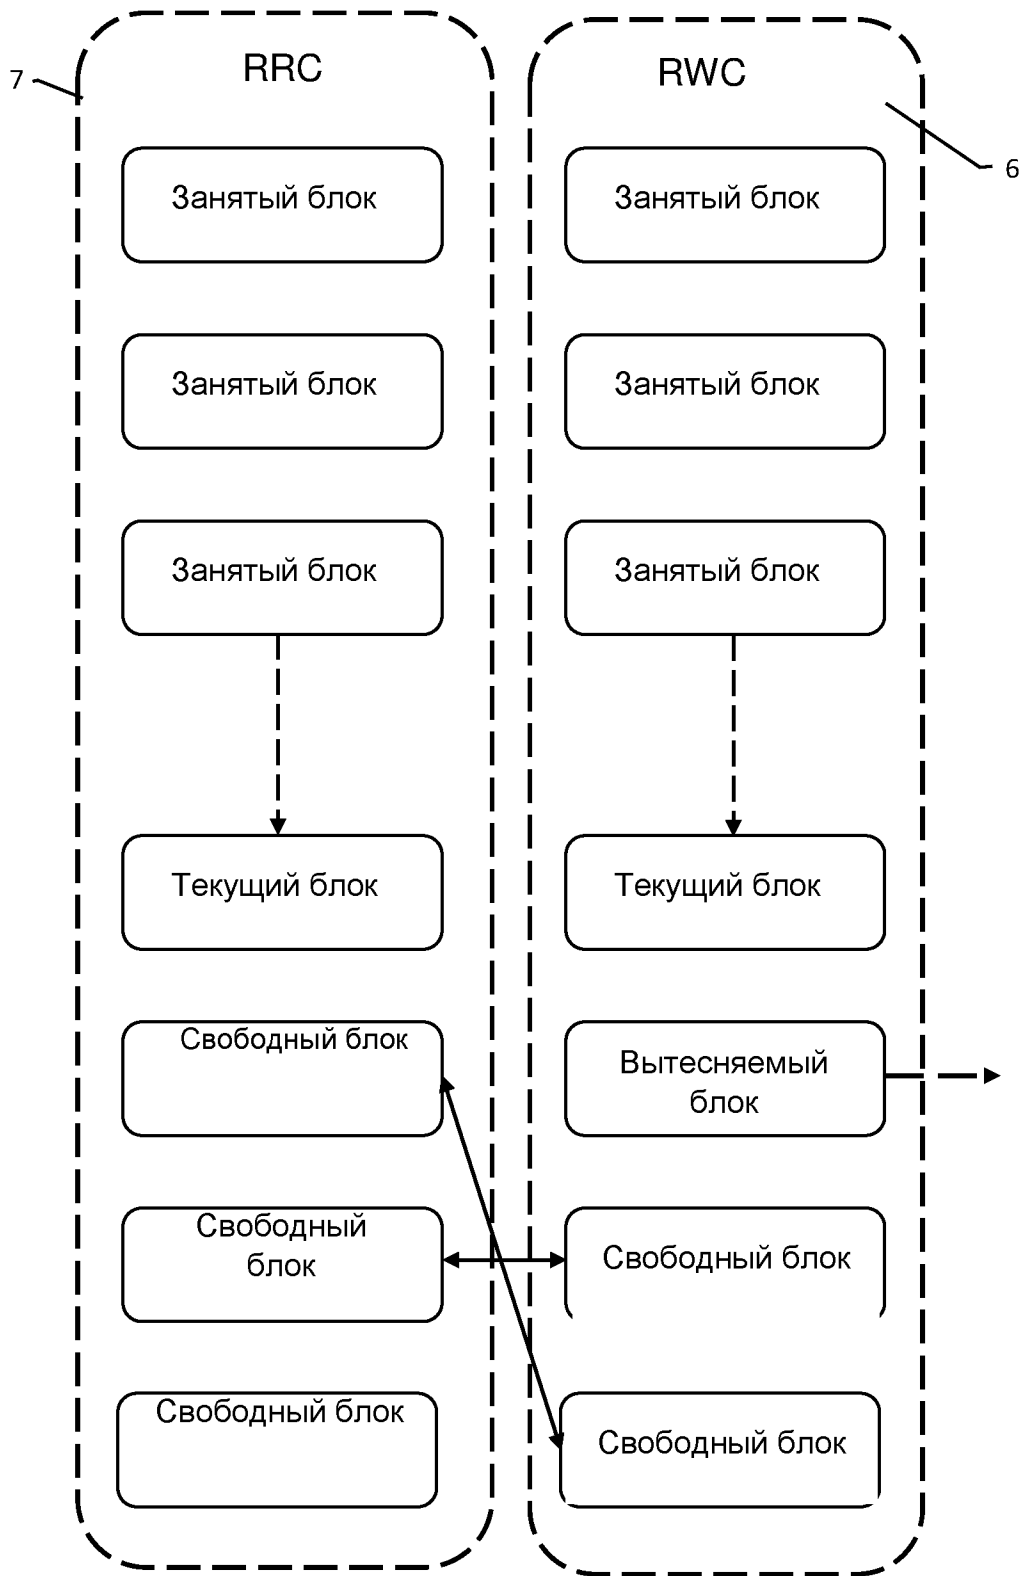 7
RRC
Занятый блок
Занятый блок
Занятый блок
Текущий блок
Свободный блок
Свободный
блок
Свободный блок
RWC
6
Занятый блок
Занятый блок
Занятый блок
Текущий блок
Вытесняемый
блок
Свободный блок
Свободный блок